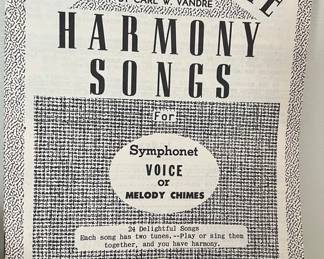 CARL W. VANDRE
HARMONY
SONGS
For
Symphonet
VOICE
or
MELODY CHIMES
24 Delightful Songs
Each song has two tunes,--Play or sing them
together, and you have harmony.